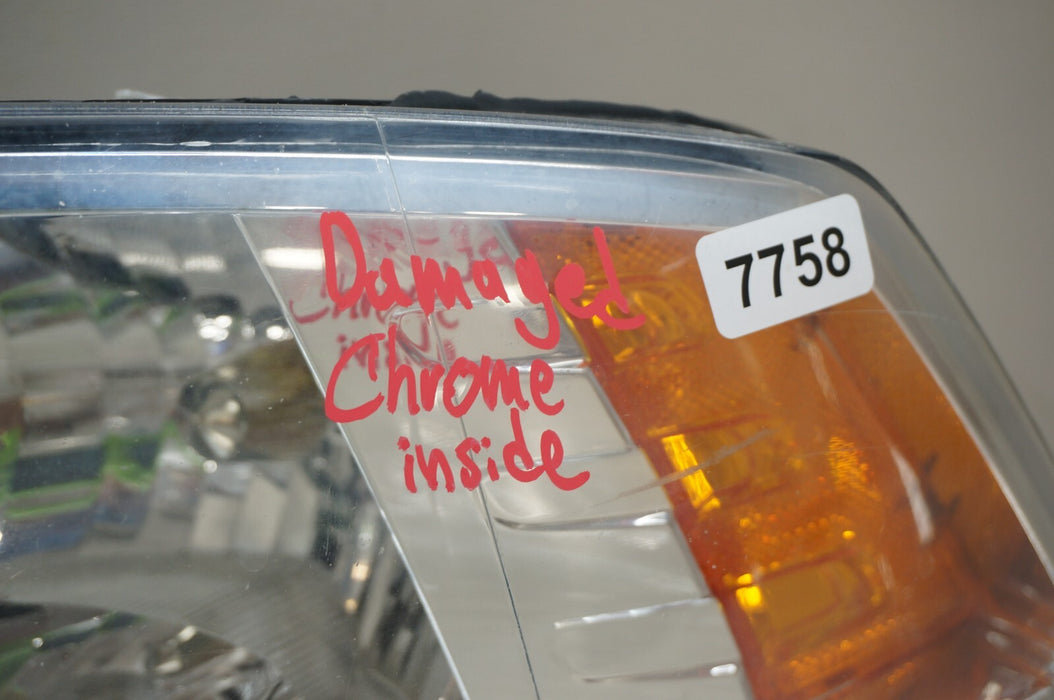 Damaged
Chrome
inside
7758